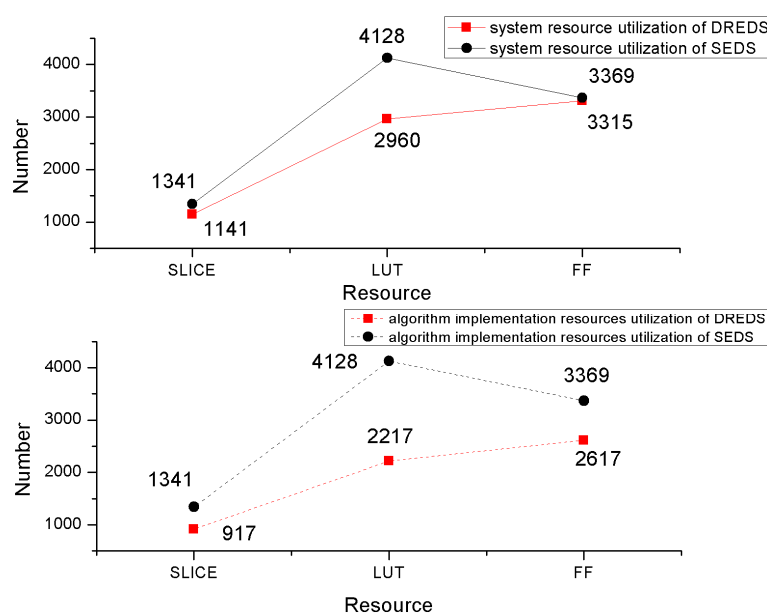 system resource utilization of DREDS
system resource utilization of SEDS
4128
4000
3369
3000
3315
2960
2000
1341
1141
1000
Number
SLICE
LUT
FF
Resource
algorithm implementation resources utilization of DREDS
algorithm implementation resources utilization of SEDS
4128
4000
3369
3000
2217
2617
2000
1341
917
1000
Number
SLICE
LUT
FF
Resource